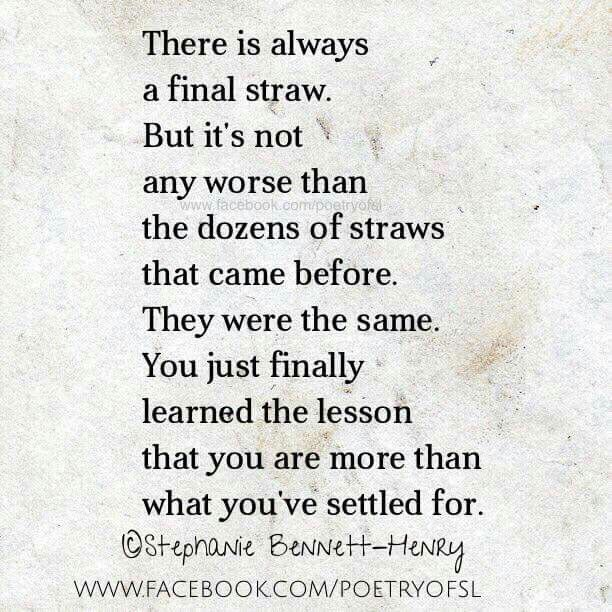 There is always
a final straw.
But it's not
any worse than
www.facebook.com/poetryofsl
the dozens of straws
that came before.
They were the same.
You just finally
learned the lesson
that you are more than
what you've settled for.
©Stephanie Bennett-Henry
WWW.FACEBOOK.COM/POETRYOFSL